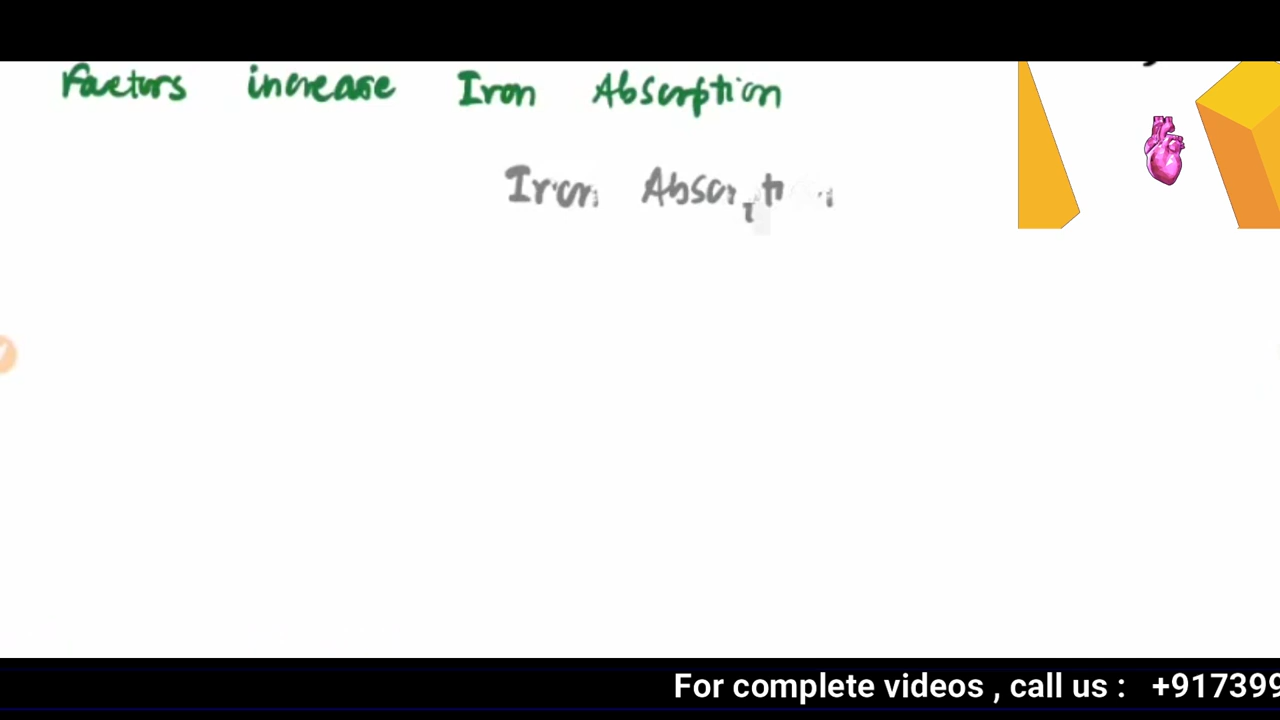 Factors increase Iron Absorption
Iron
For complete videos , call us : +917399